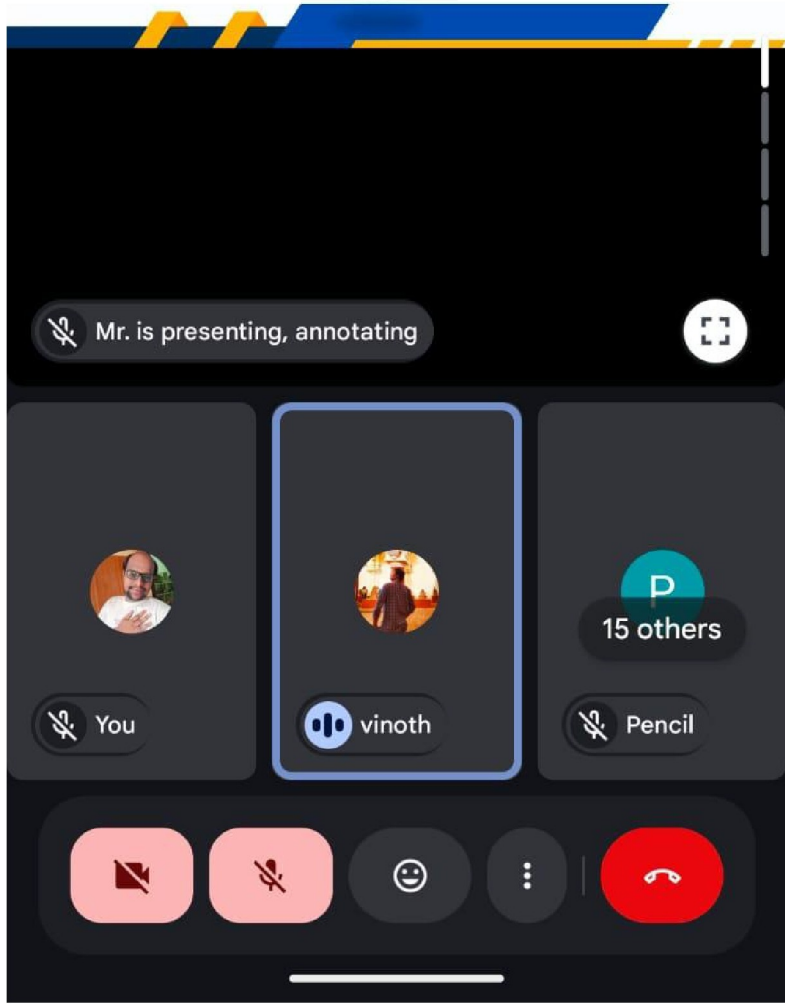 Mr. is presenting, annotating
P
15 others
You
vinoth
Pencil